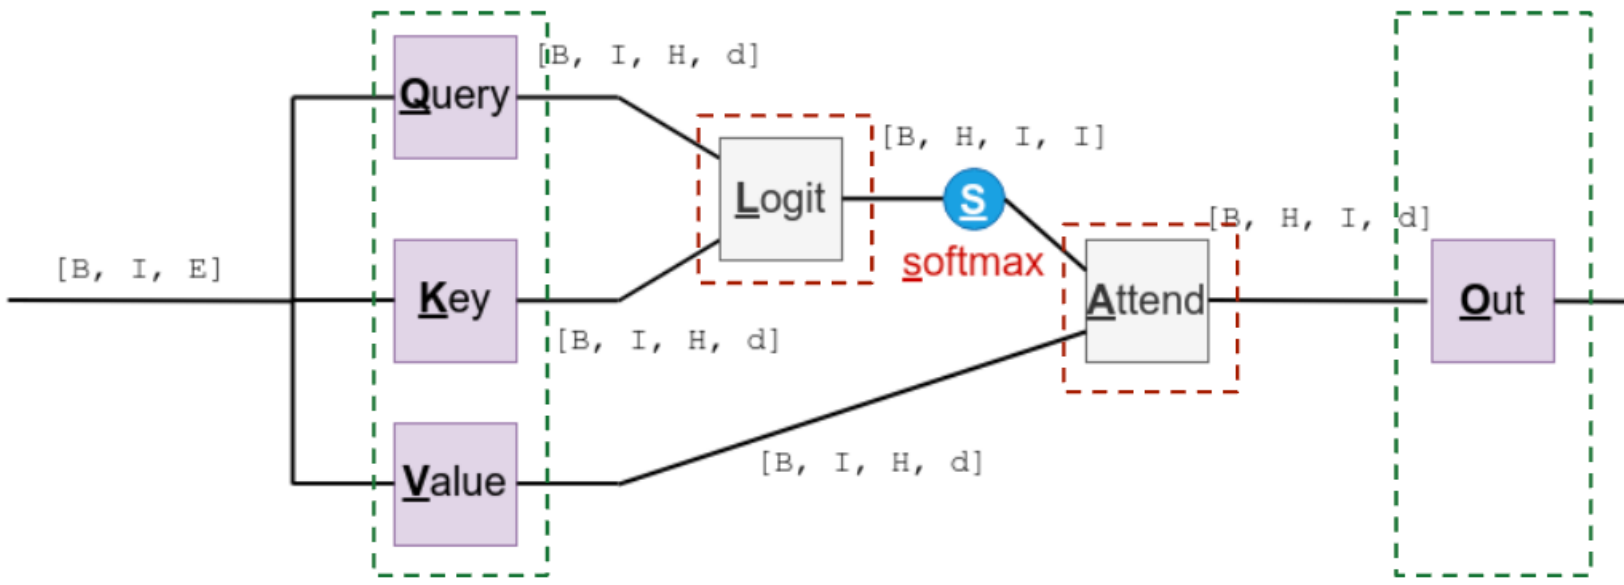 [B, I, E]
Query
[B, I, H, d]
Key
[B, I, H, d]
Value
[B, I, H, d]
Logit
[B, H, I, I]
S
softmax
Attend
[B, H, I, d]
Out